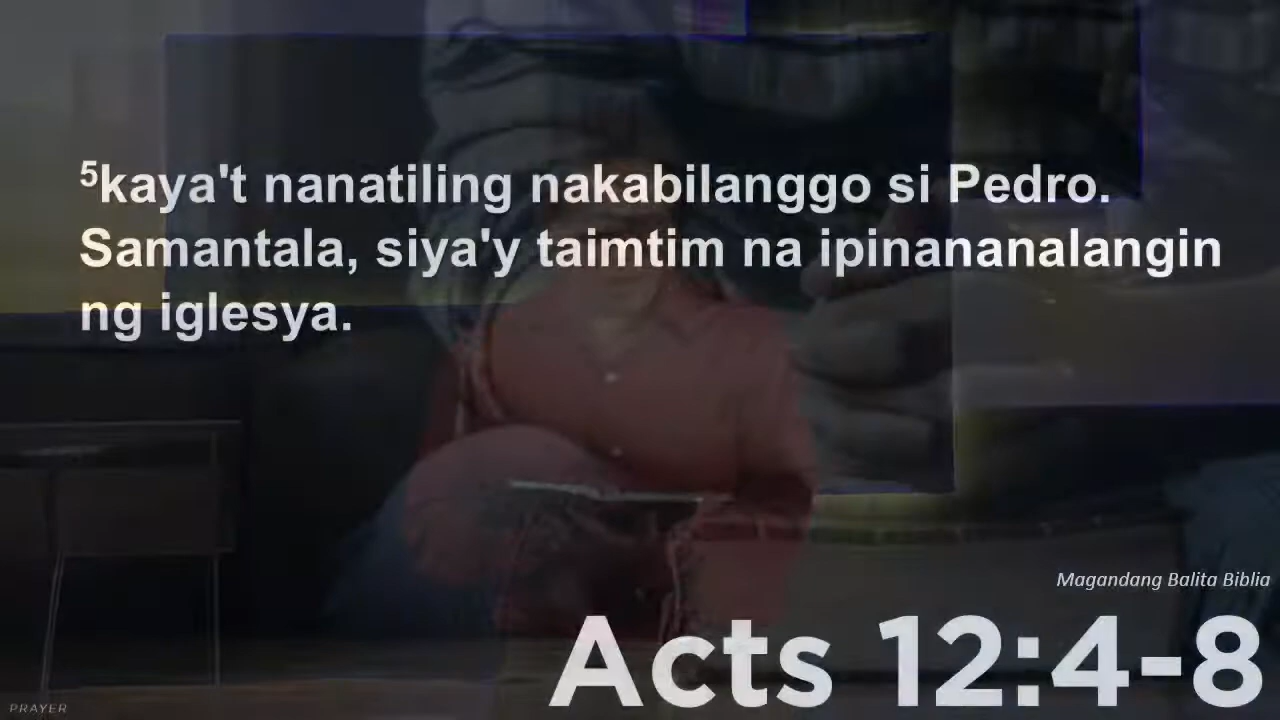 ⁵kaya't nanatiling nakabilanggo si Pedro.
Samantala, siya'y taimtim na ipinananalangin
ng iglesya.
Magandang Balita Biblia
Acts 12:4-8
PRAYER